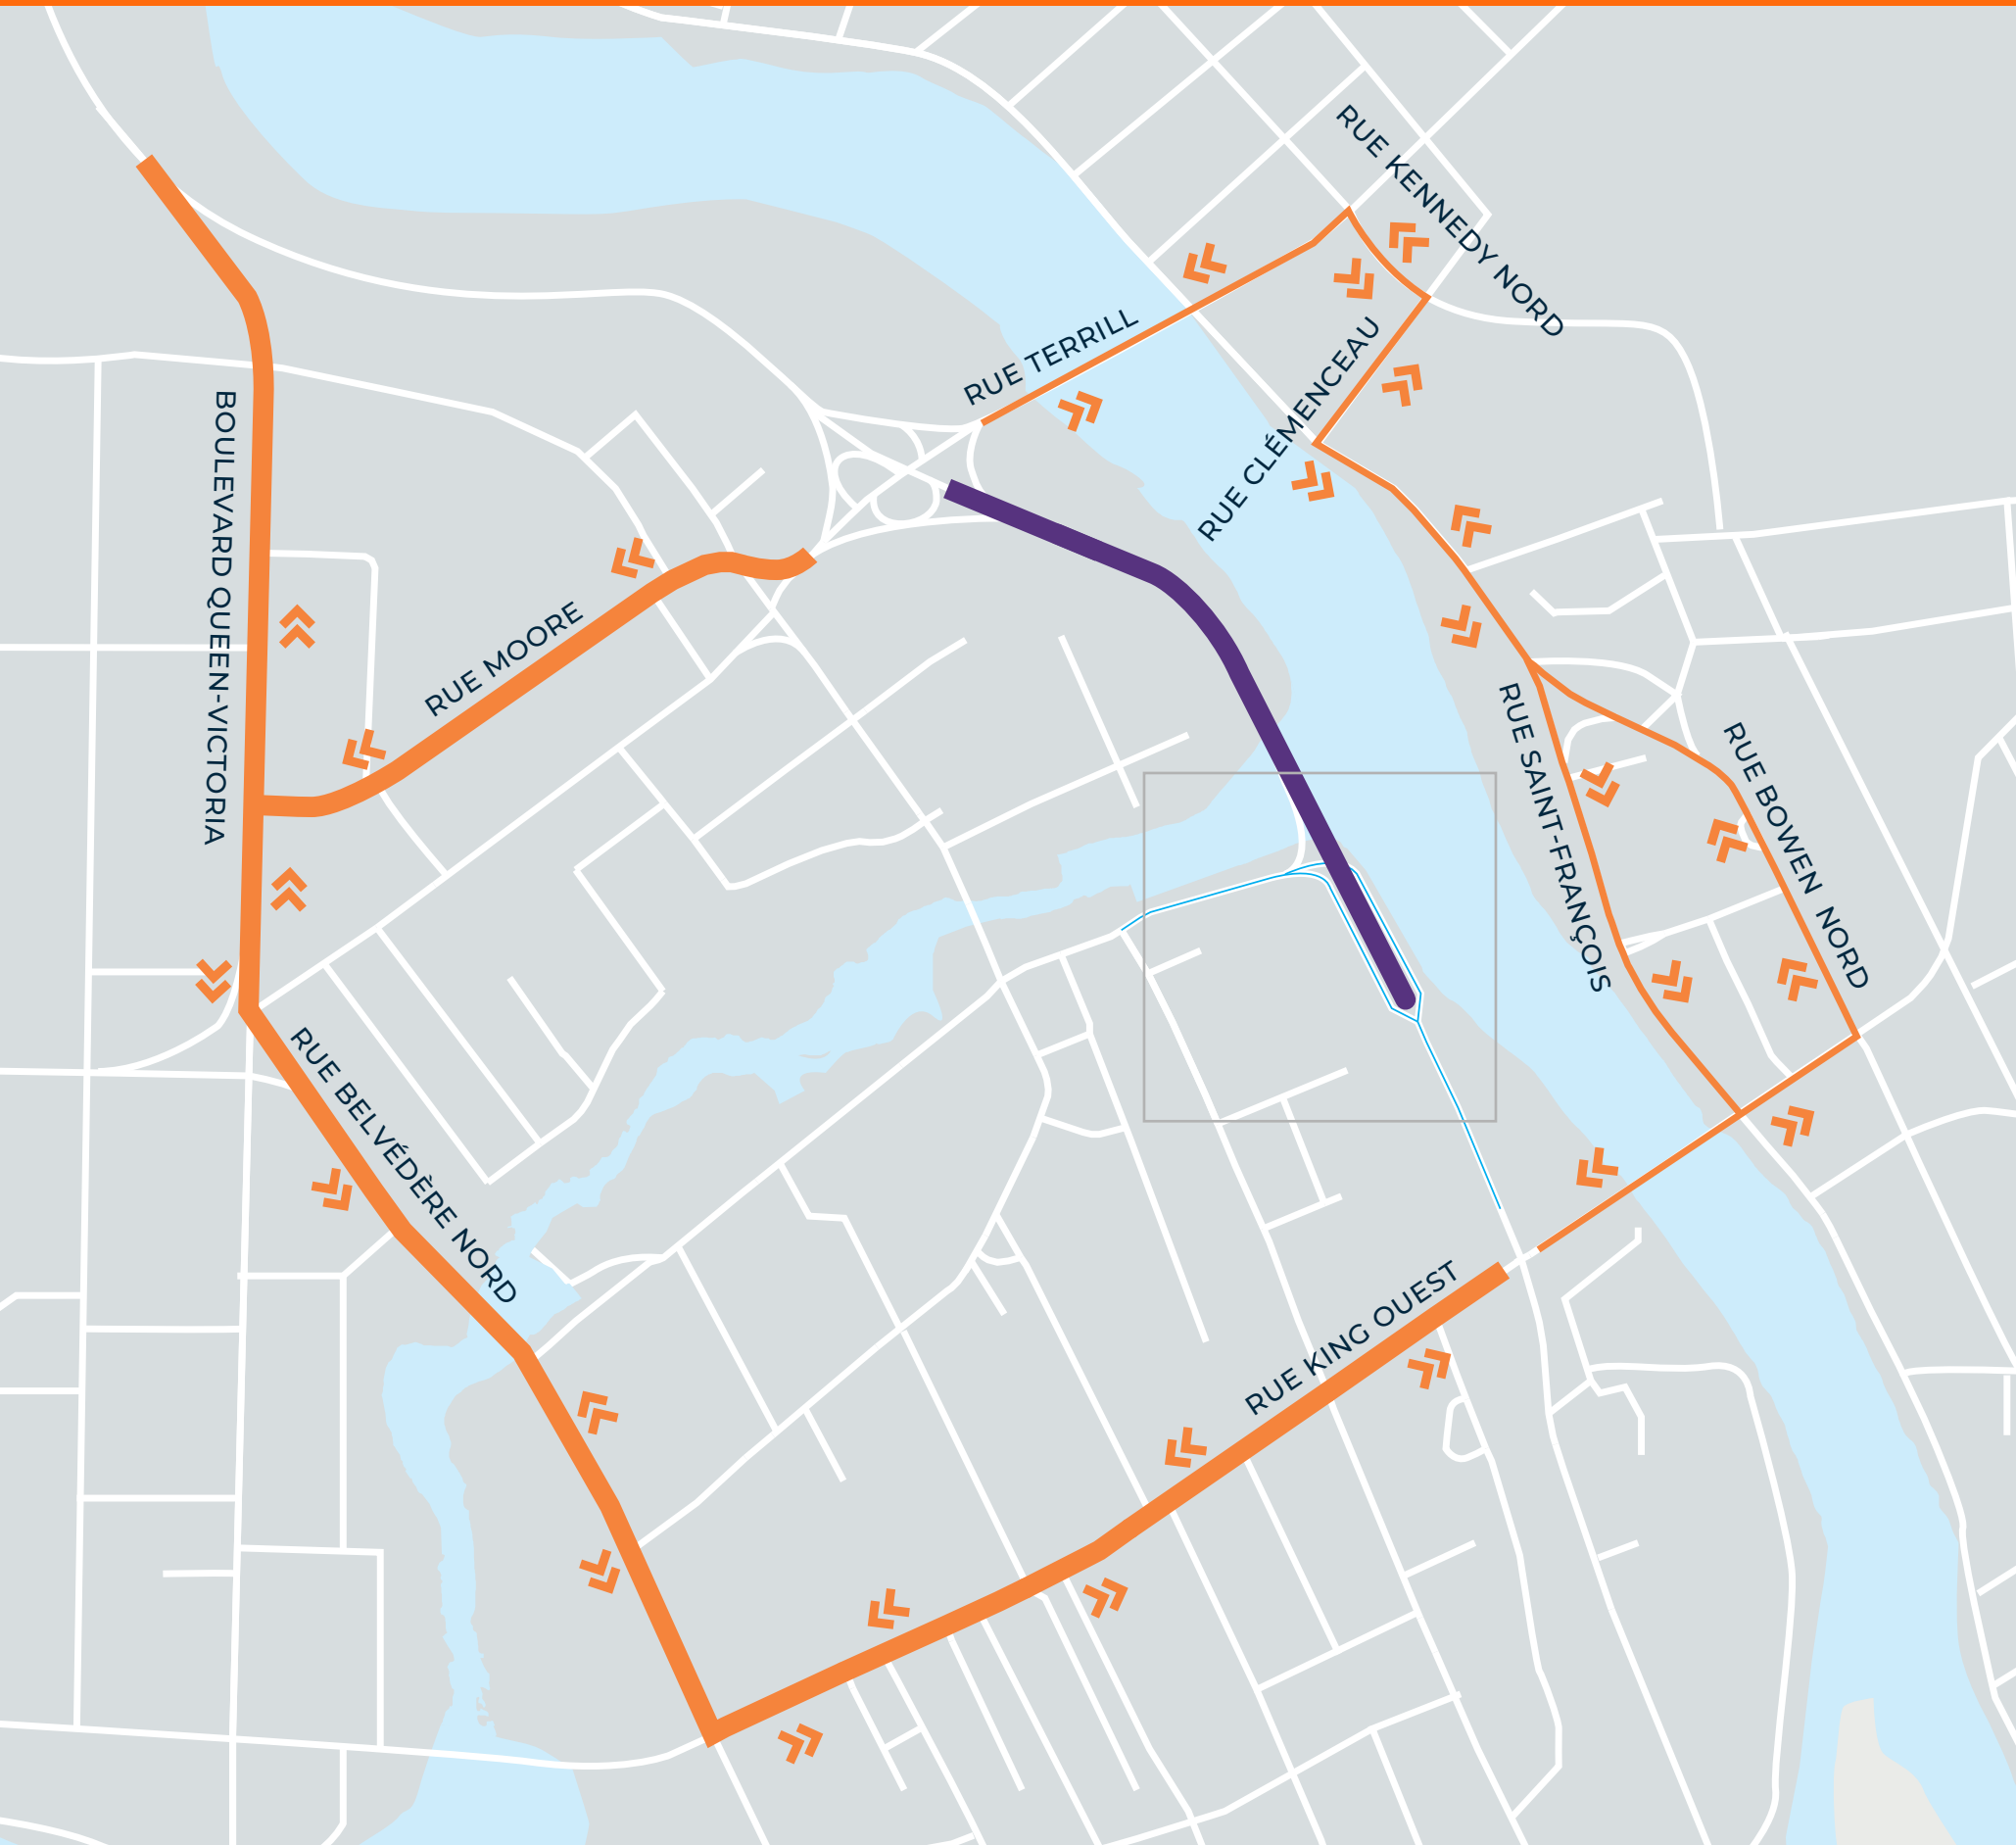 RUE KENNEDY NORD
RUE TERRILL
RUE CLÉMENCEAU
BOULEVARD QUEEN-VICTORIA
RUE MOORE
RUE SAINT-FRANÇOIS
RUE BOWEN NORD
RUE BELVÉDÈRE NORD
RUE KING OUEST